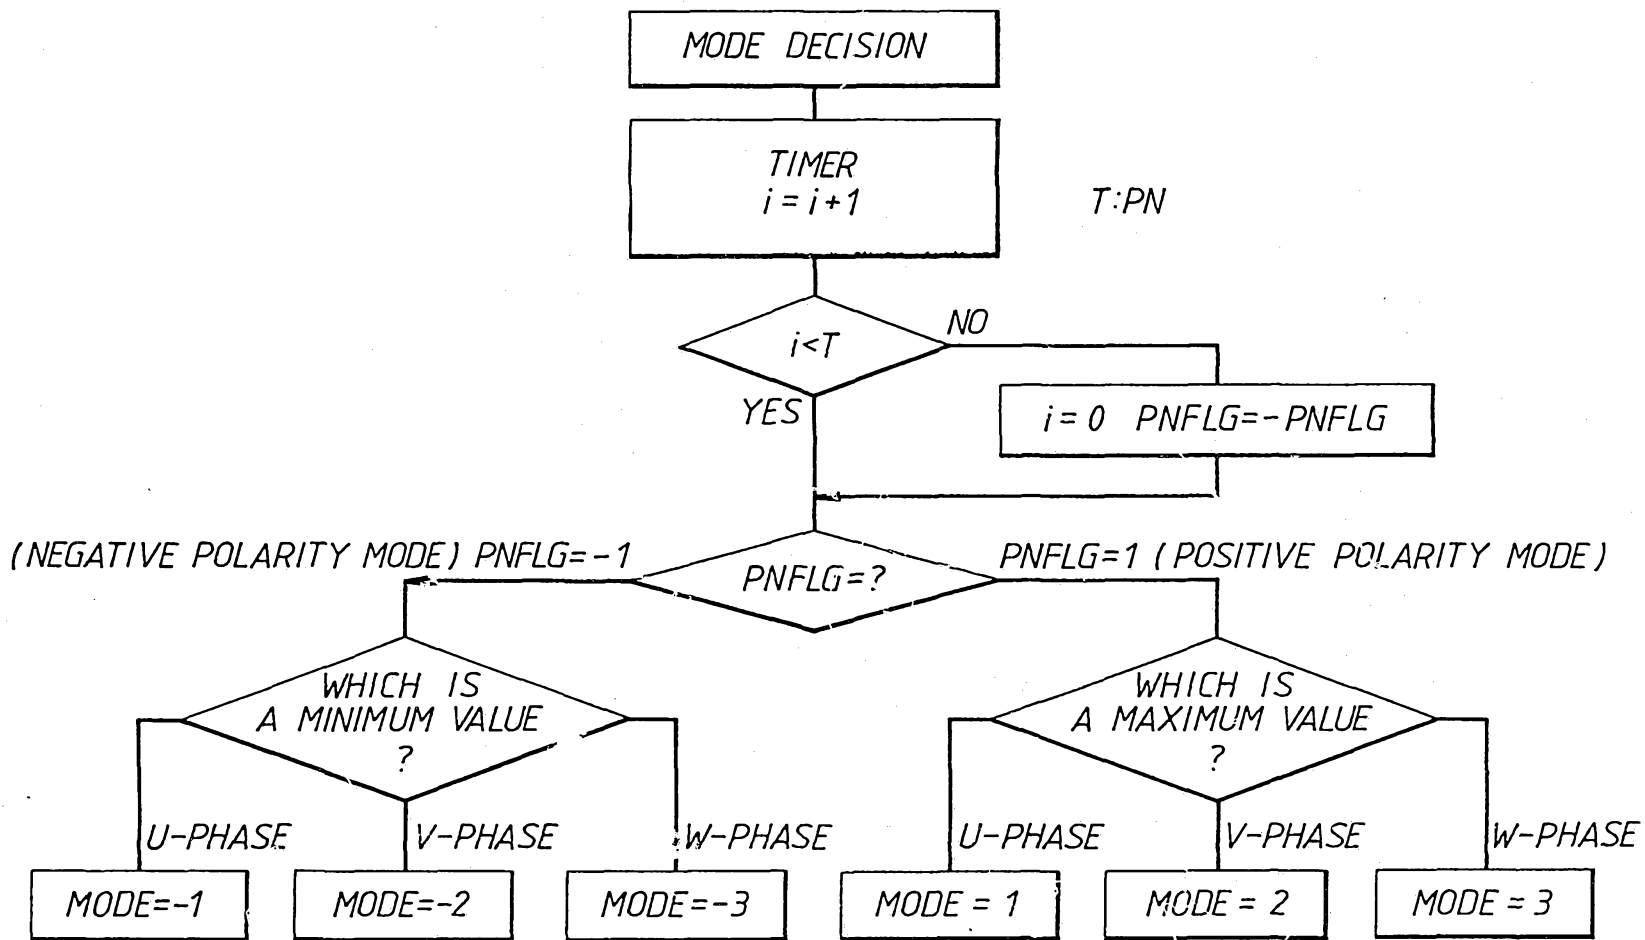 MODE DECISION
TIMER
i = i+1
T:PN
i<T
NO
YES
i = 0 PNFLG=-PNFLG
(NEGATIVE POLARITY MODE) PNFLG=-1
PNFLG=?
PNFLG=1 (POSITIVE POLARITY MODE)
WHICH IS
A MINIMUM VALUE
?
WHICH IS
A MAXIMUM VALUE
?
U-PHASE
V-PHASE
W-PHASE
U-PHASE
V-PHASE
W-PHASE
MODE=-1
MODE=-2
MODE=-3
MODE = 1
MODE = 2
MODE = 3